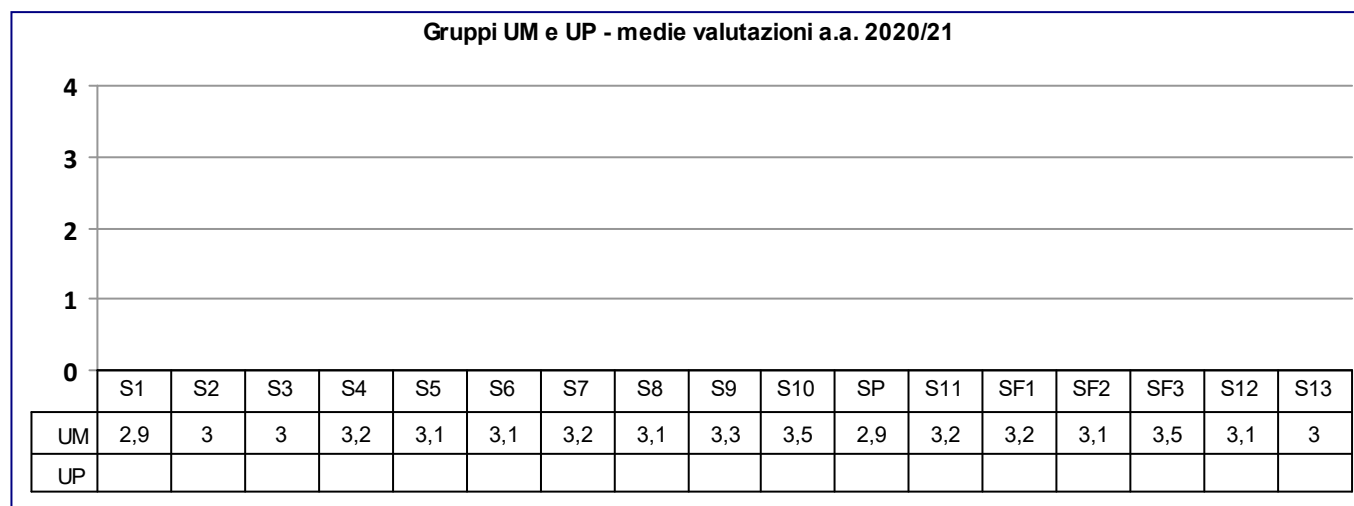 Gruppi UM e UP - medie valutazioni a.a. 2020/21
4
3
2
1
0
S1 S2 S3 S4 S5 S6 S7 S8 S9 S10 SP S11 SF1 SF2 SF3 S12 S13
UM 2,9 3 3 3,2 3,1 3,1 3,2 3,1 3,3 3,5 2,9 3,2 3,2 3,1 3,5 3,1 3
UP